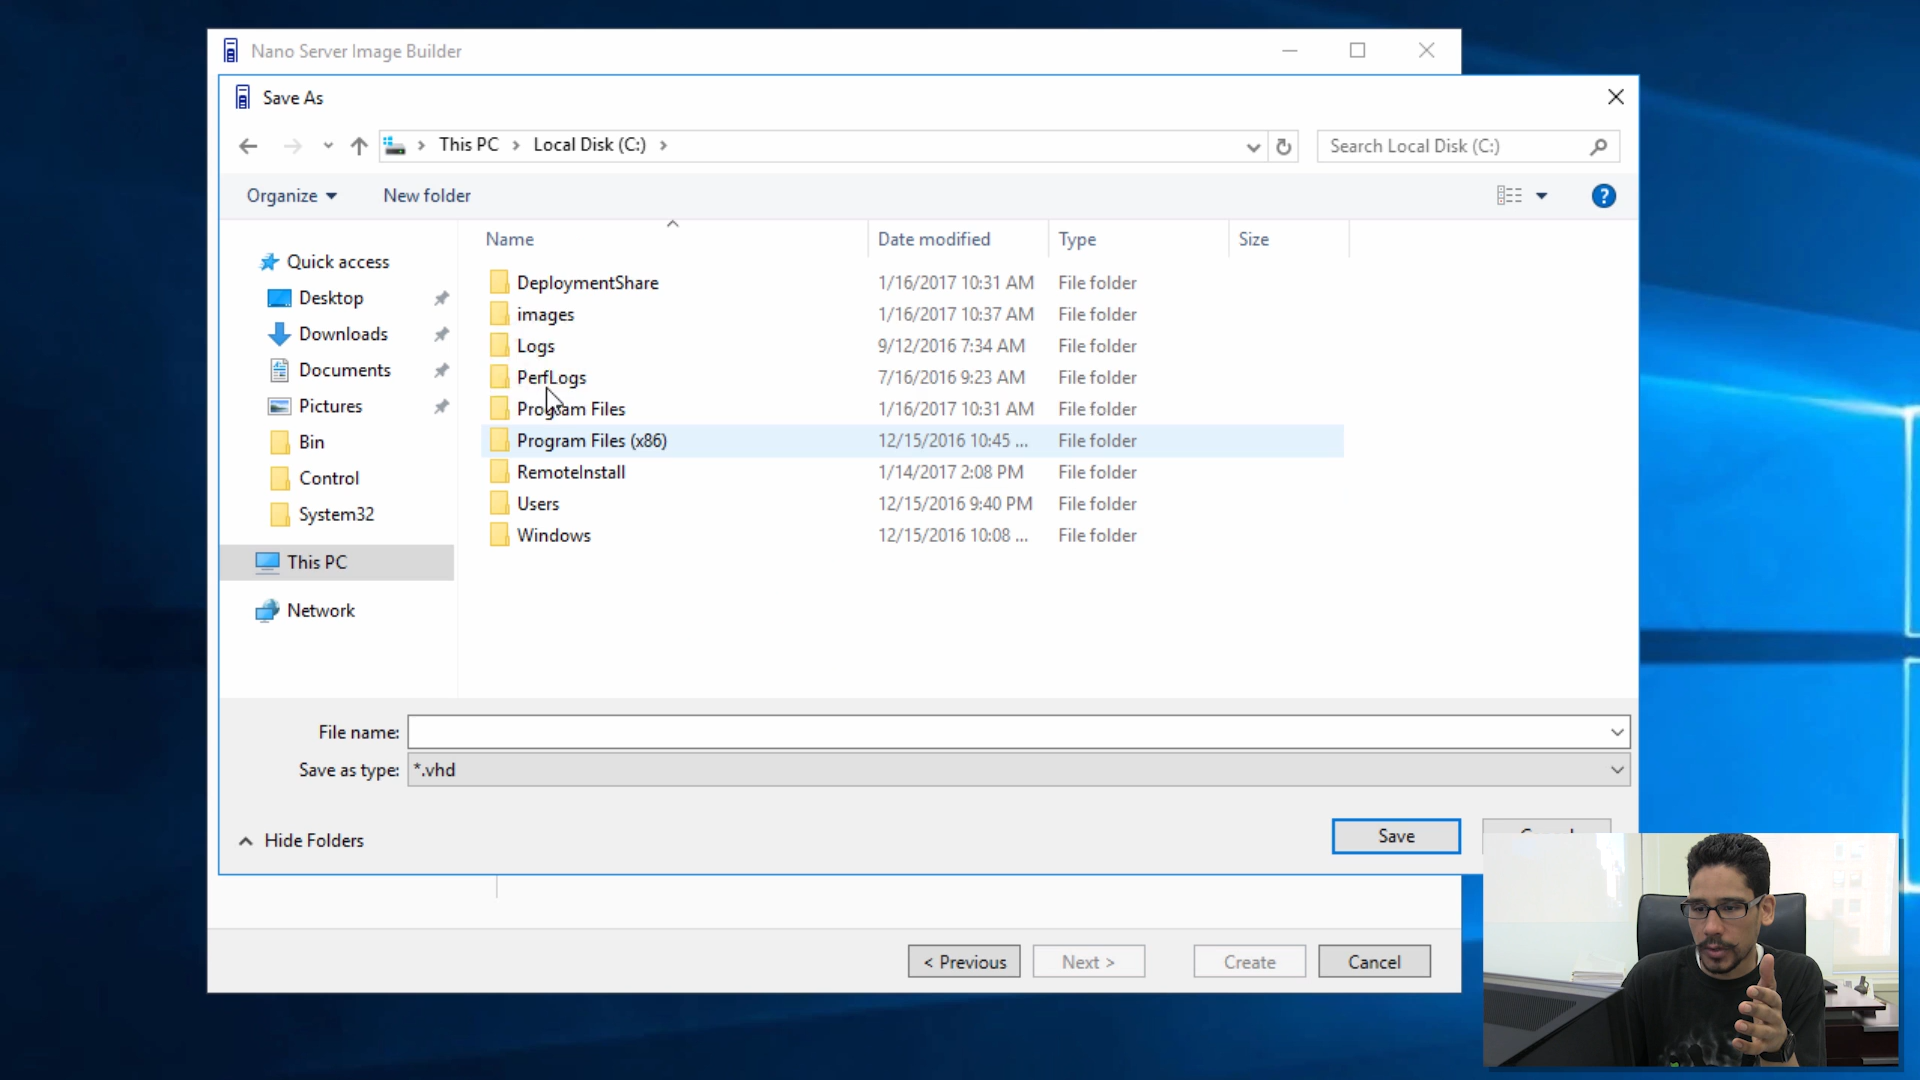 Nano Server Image Builder
Save As
This PC
Local Disk (C:)
Search Local Disk (C:)
Organize
New folder
?
Name
Date modified
Type
Size
Quick access
Desktop
Downloads
Documents
Pictures
Bin
Control
System32
This PC
Network
DeploymentShare 1/16/2017 10:31 AM File folder
images 1/16/2017 10:37 AM File folder
Logs 9/12/2016 7:34 AM File folder
PerfLogs 7/16/2016 9:23 AM File folder
Program Files 1/16/2017 10:31 AM File folder
Program Files (x86) 12/15/2016 10:45 ... File folder
RemoteInstall 1/14/2017 2:08 PM File folder
Users 12/15/2016 9:40 PM File folder
Windows 12/15/2016 10:08 ... File folder
File name:
Save as type: *.vhd
Hide Folders
Save
< Previous
Next >
Create
Cancel